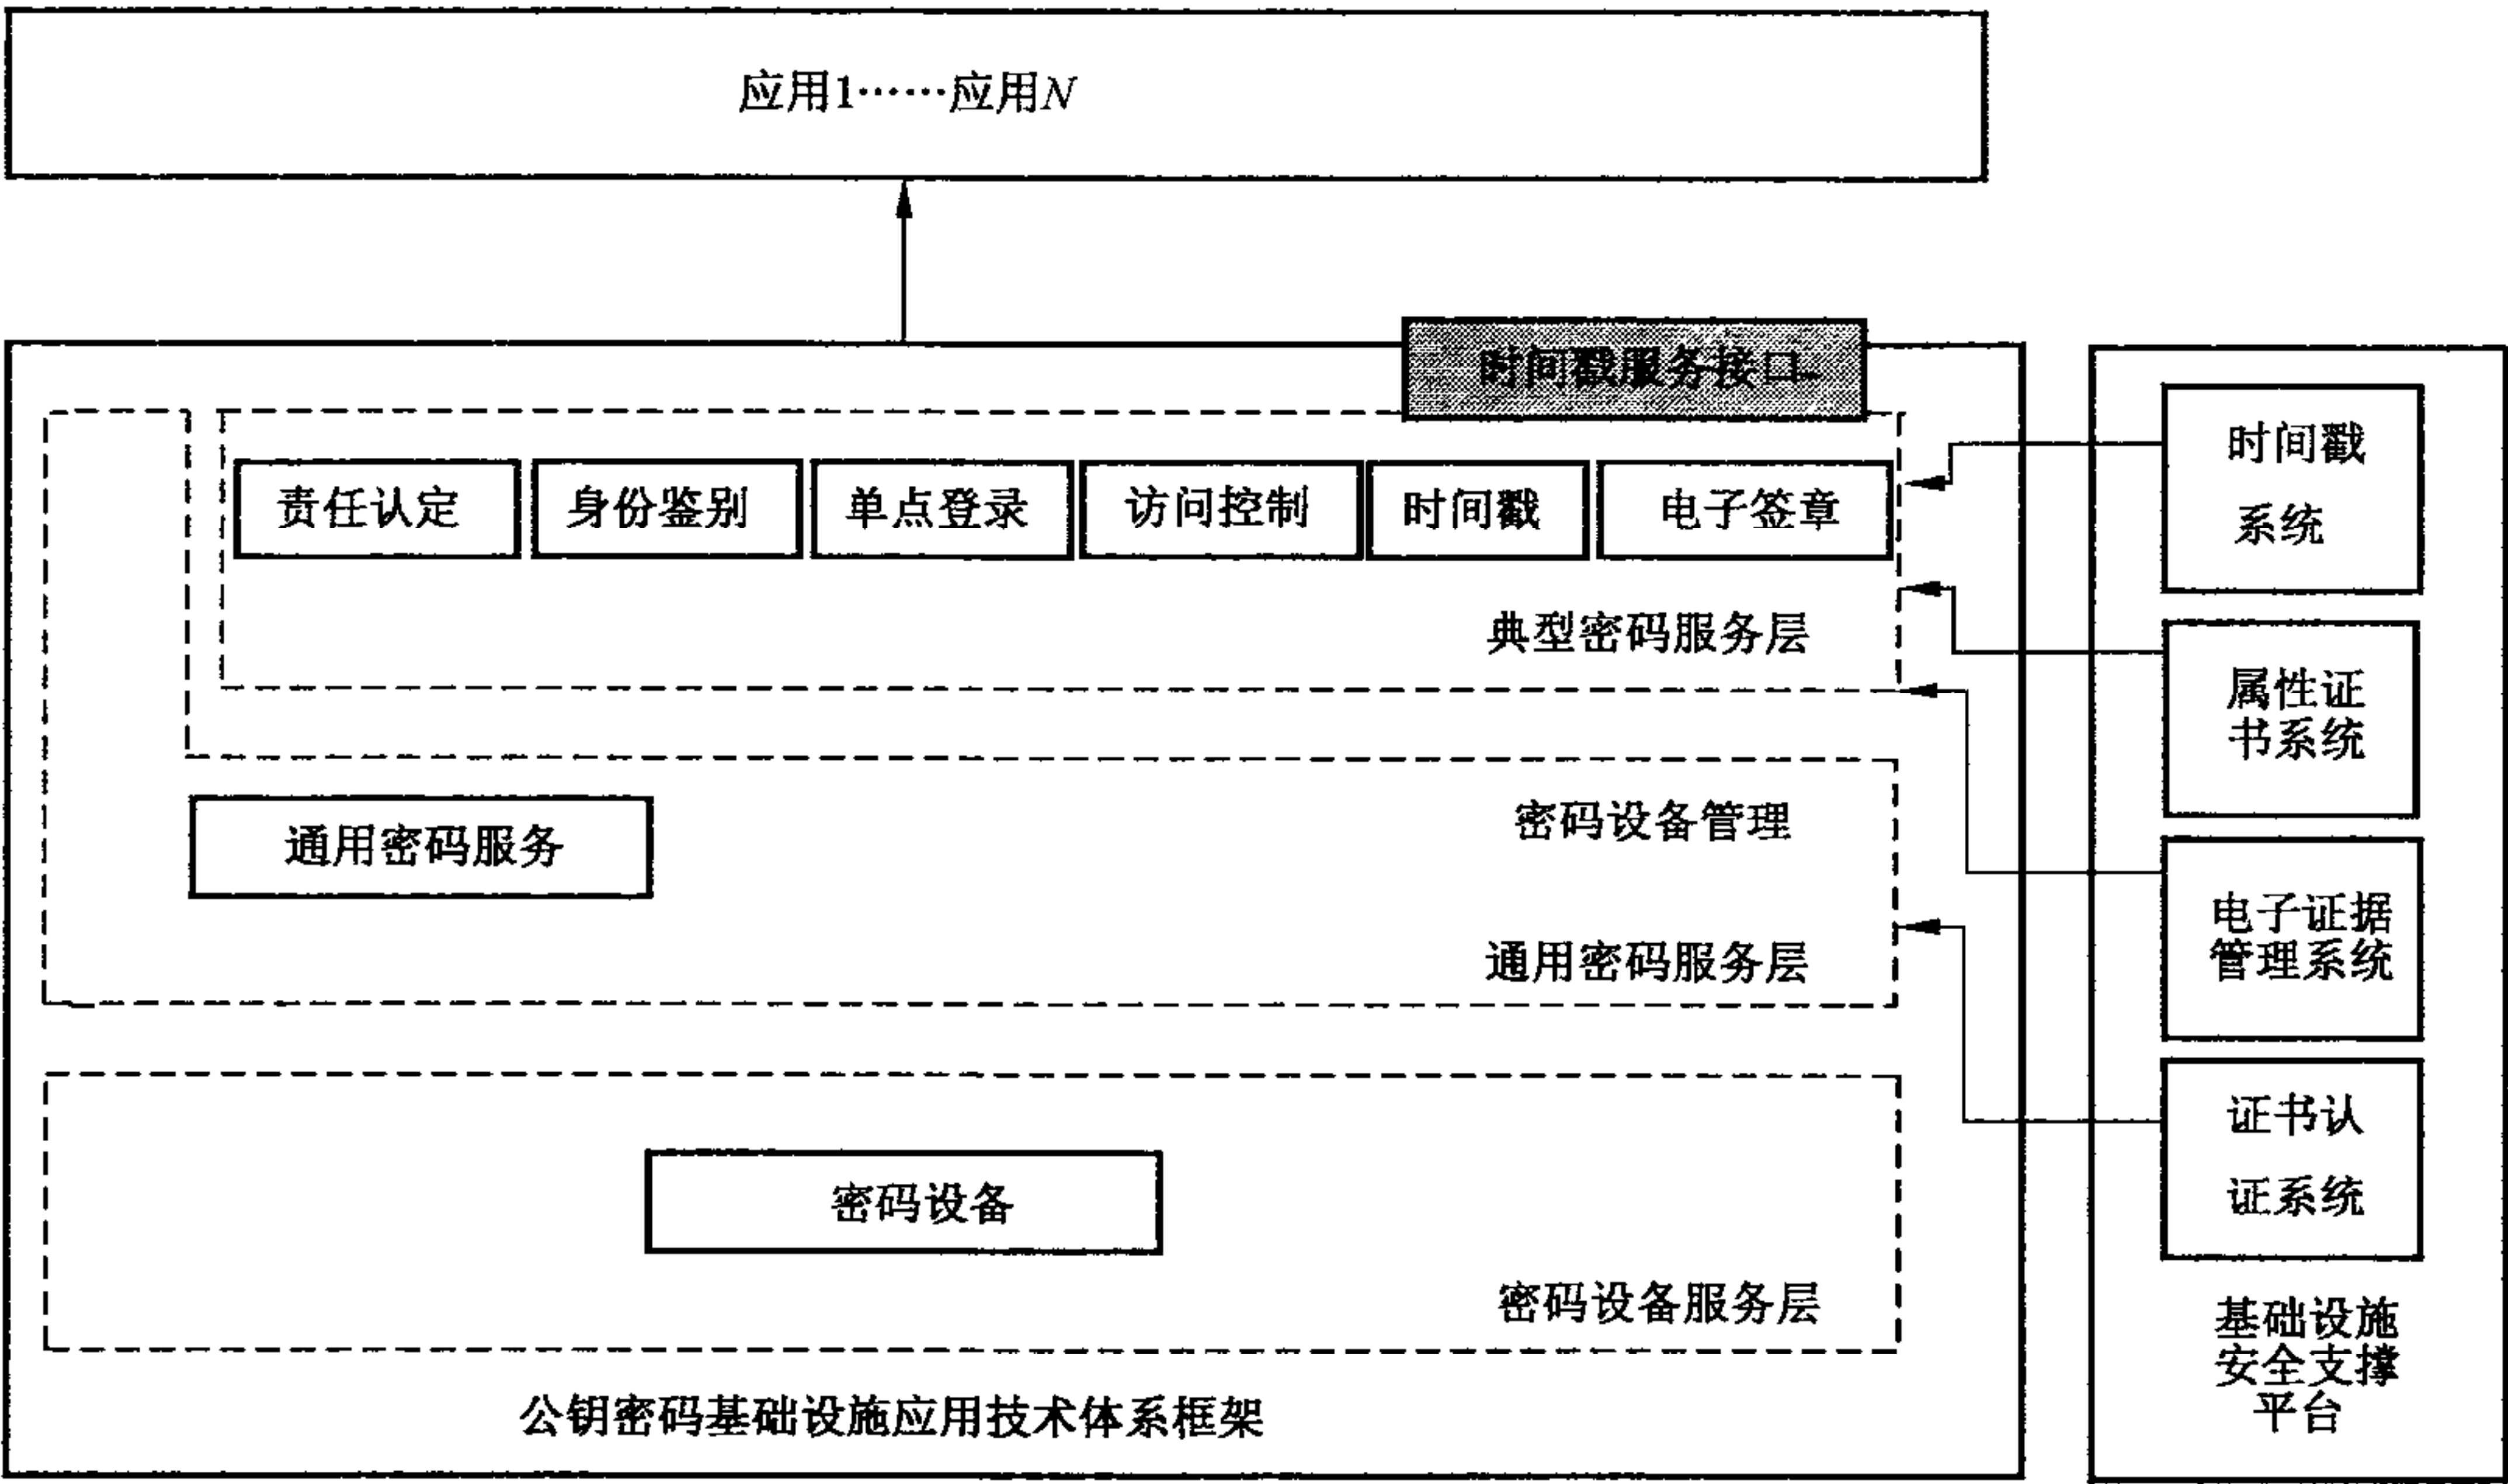 应用1……应用N
时间戳服务接口
责任认定
身份鉴别
单点登录
访问控制
时间戳
电子签章
典型密码服务层
通用密码服务
密码设备管理
通用密码服务层
密码设备
密码设备服务层
公钥密码基础设施应用技术体系框架
时间戳
系统
属性证
书系统
电子证据
管理系统
证书认
证系统
基础设施
安全支撑
平台